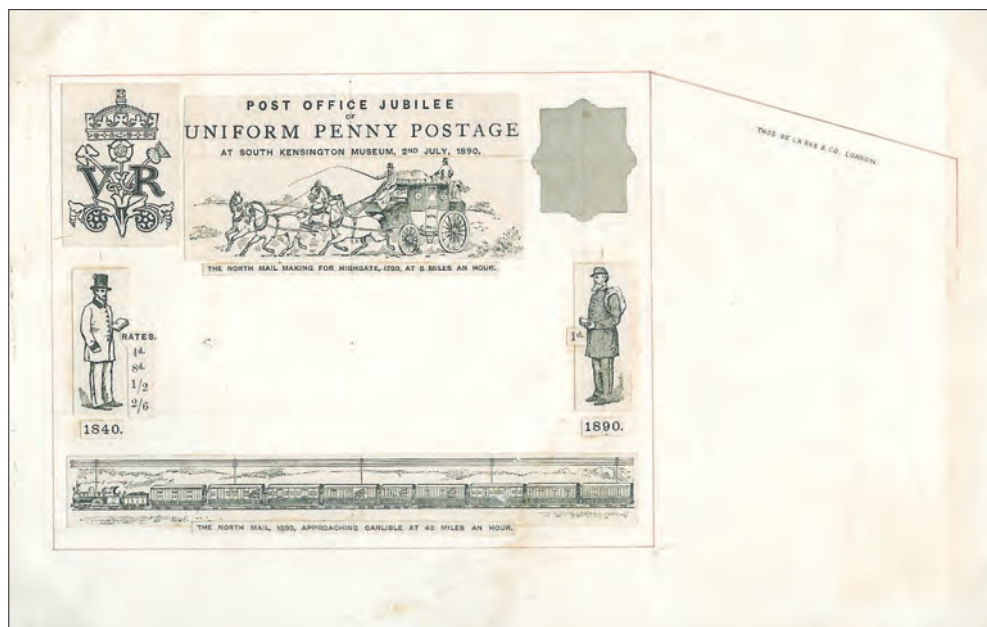 POST OFFICE JUBILEE
OF
UNIFORM PENNY POSTAGE
AT SOUTH KENSINGTON MUSEUM, 2ND JULY, 1890.
V R
THOS DE LA RUE & CO. LONDON.
THE NORTH MAIL MAKING FOR HIGHGATE, 1790, AT 8 MILES AN HOUR.
RATES.
4d.
8d.
1/2
2/6
1d.
1840.
1890.
THE NORTH MAIL, 1890, APPROACHING CARLISLE AT 48 MILES AN HOUR.